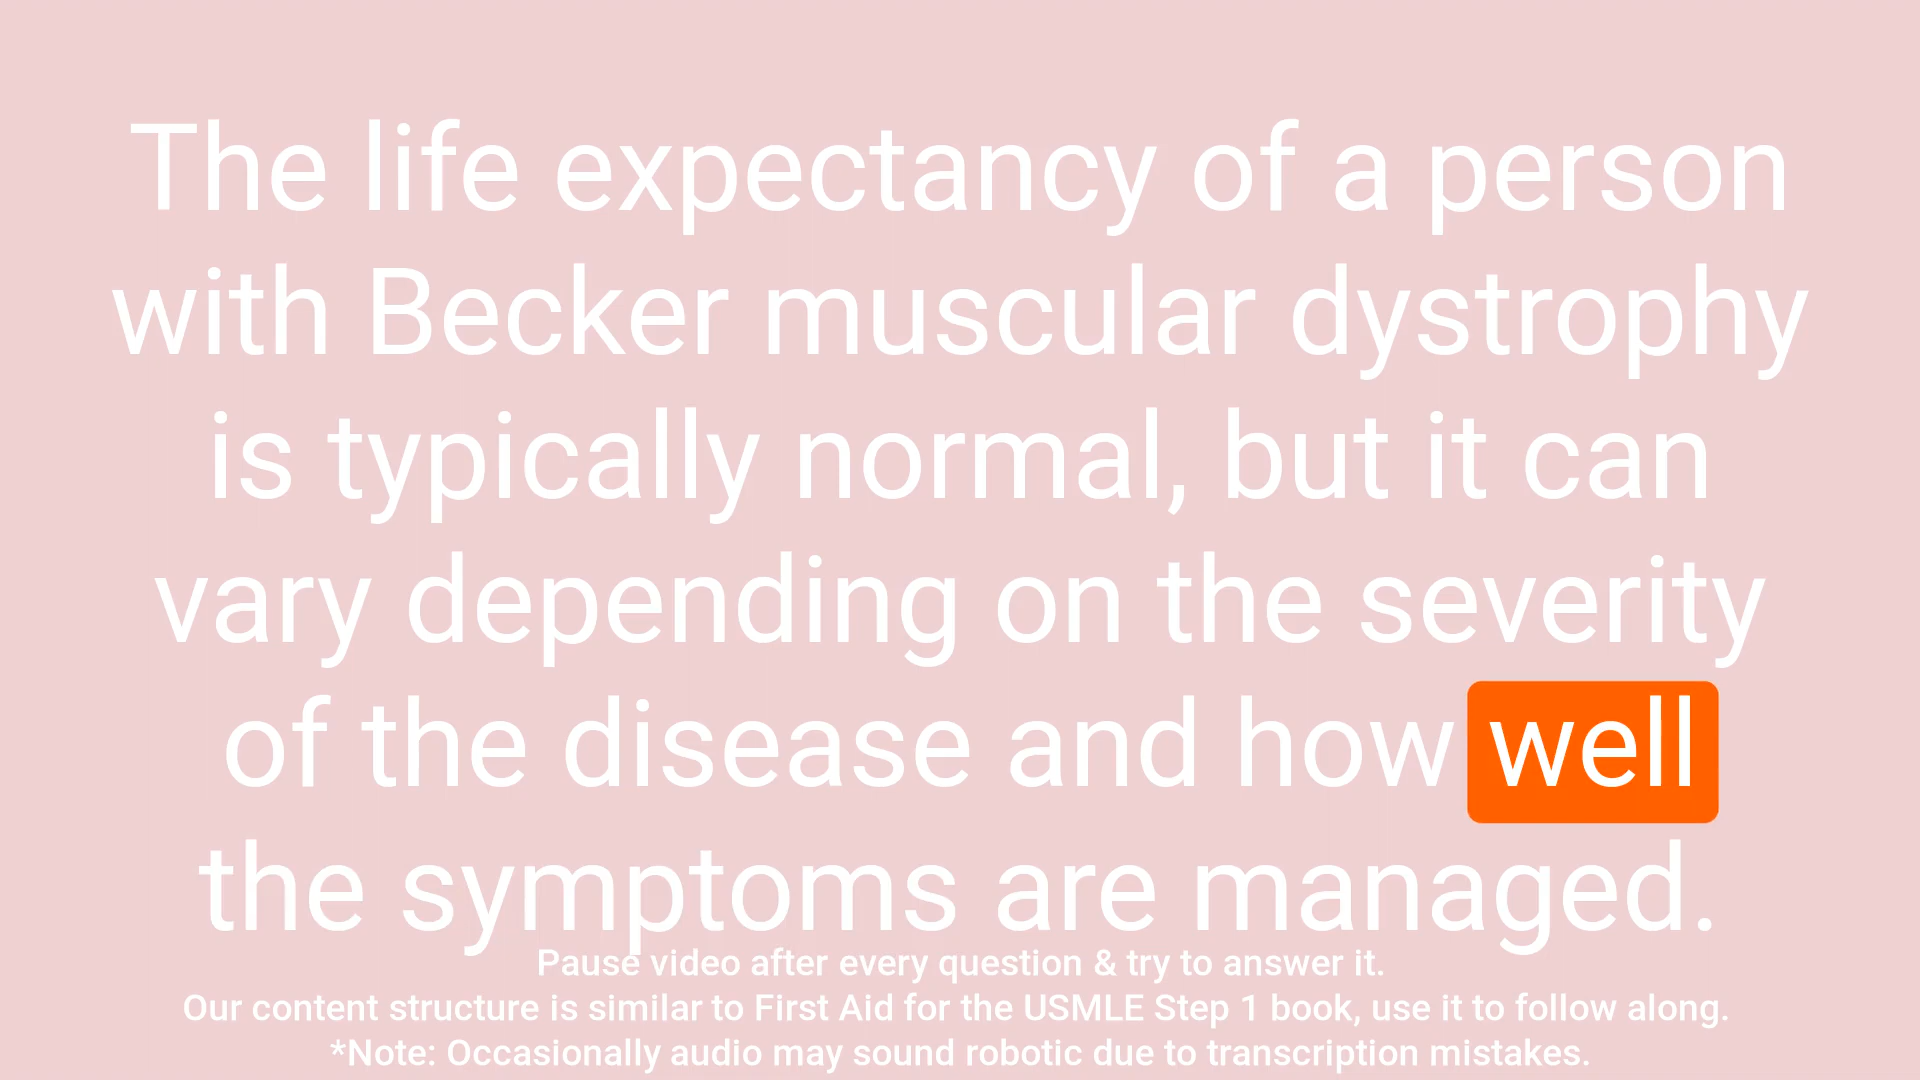 The life expectancy of a person
with Becker muscular dystrophy
is typically normal, but it can
vary depending on the severity
of the disease and how well
the symptoms are managed.
Pause video after every question & try to answer it.
Our content structure is similar to First Aid for the USMLE Step 1 book, use it to follow along.
*Note: Occasionally audio may sound robotic due to transcription mistakes.